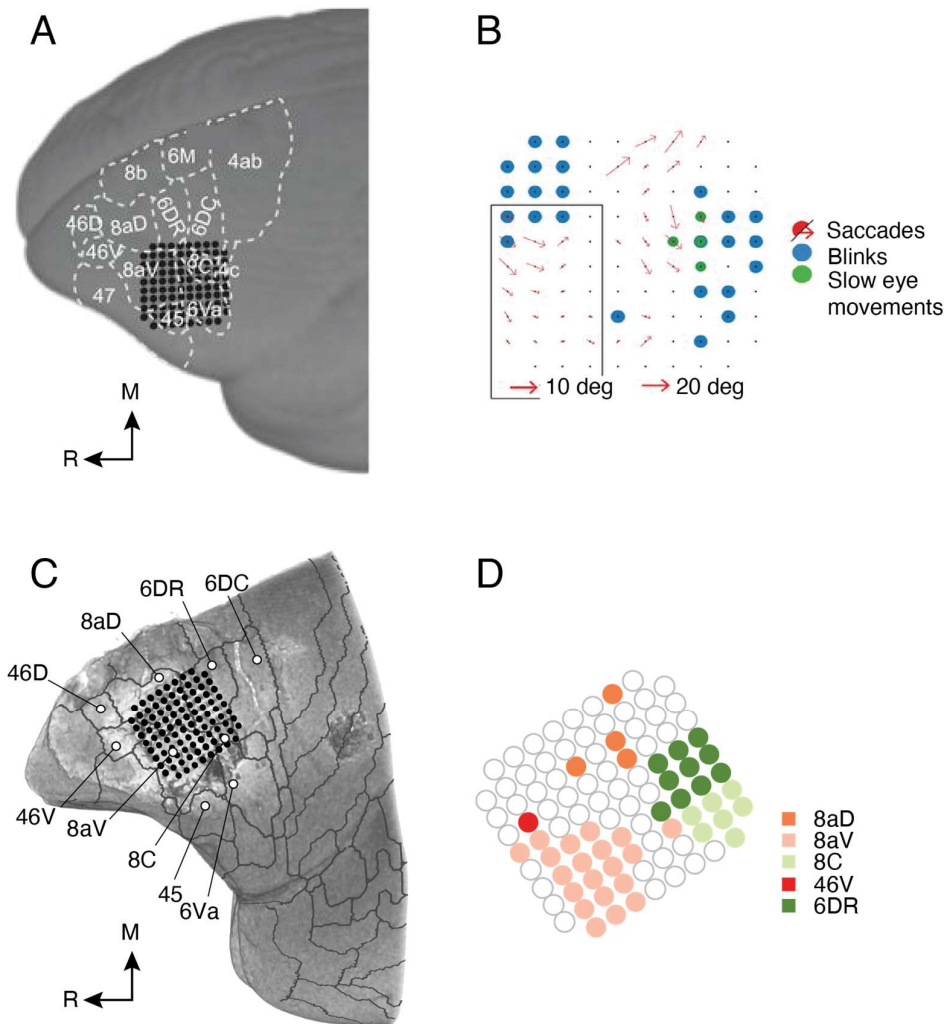 A
6M
8b
4ab
46D
8aD
6DR
6DC
46V
8aV
8C
4c
47
6Va
45
M
R
B
Saccades
Blinks
Slow eye
movements
10 deg
20 deg
C
6DR
6DC
8aD
46D
46V
8aV
8C
45
6Va
M
R
D
8aD
8aV
8C
46V
6DR